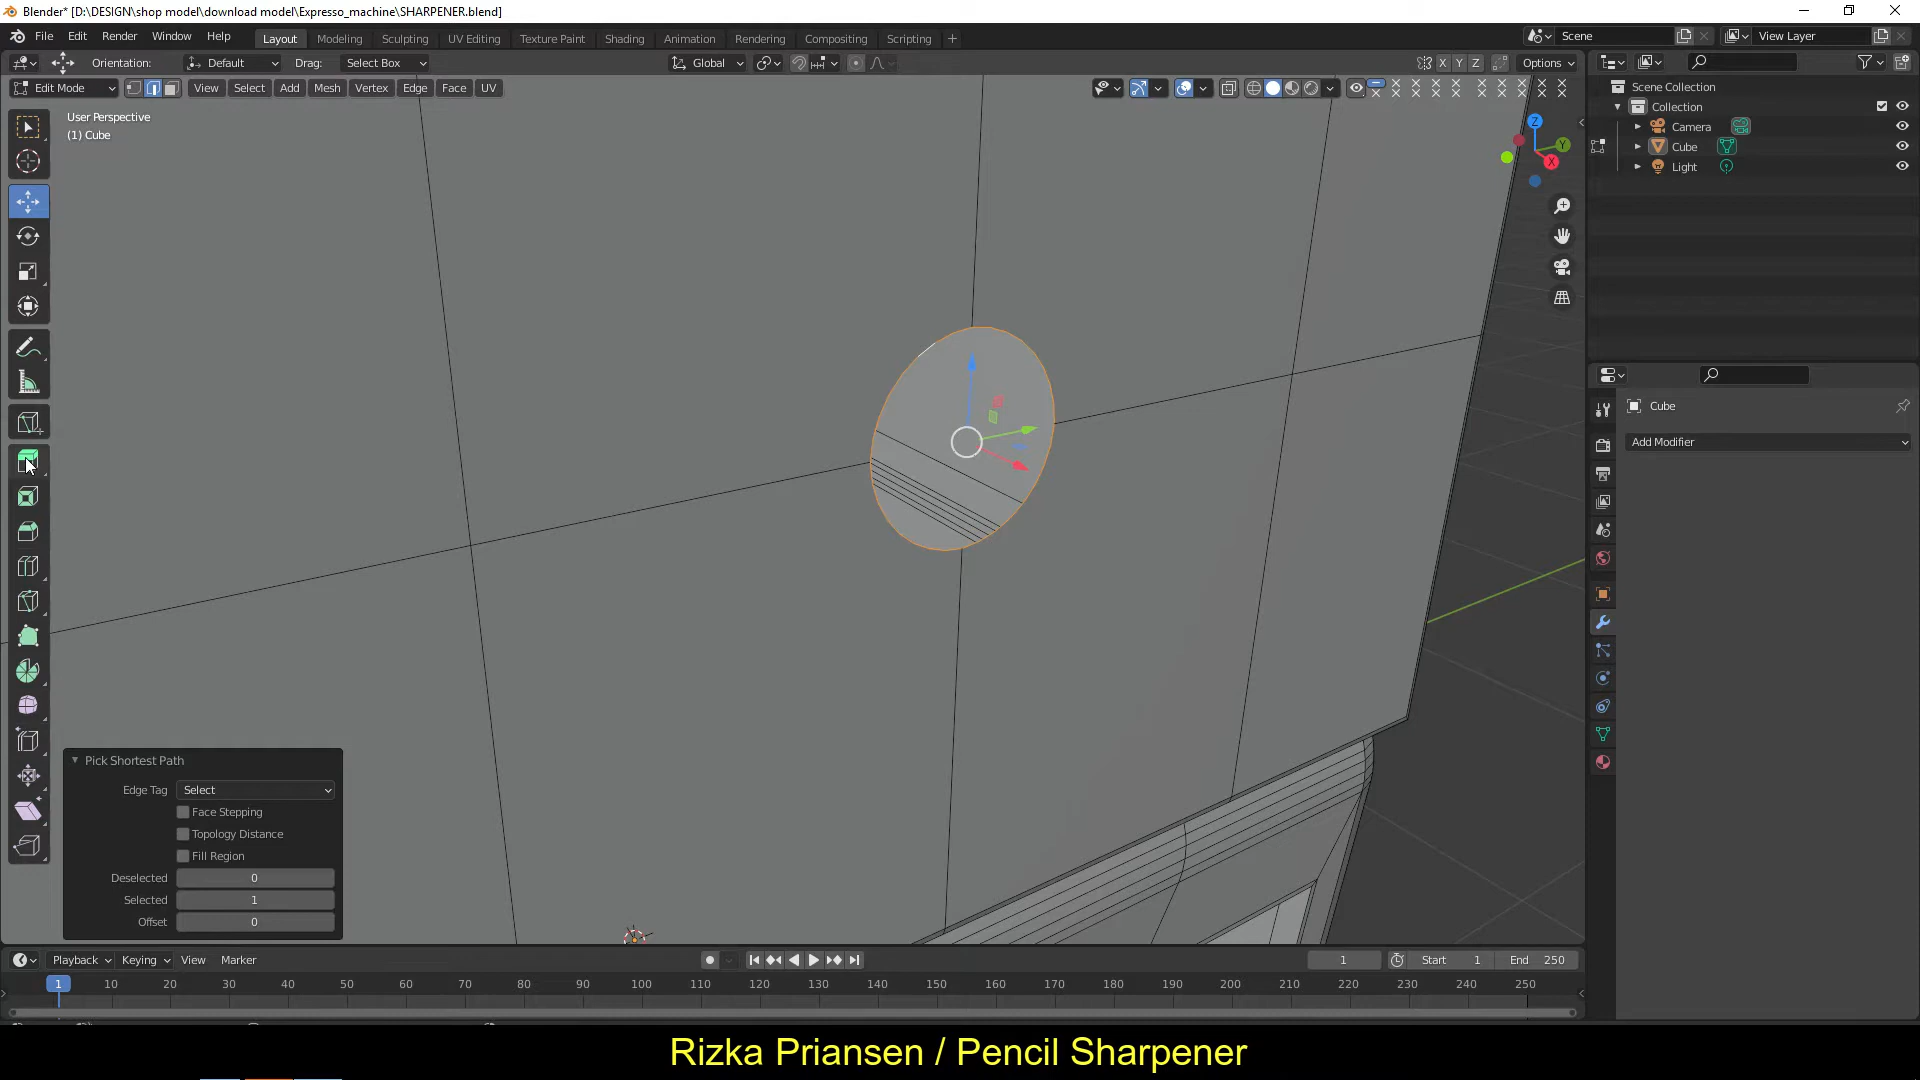 Blender* [D:\DESIGN\shop model\download model\Expresso_machine\SHARPENER.blend]
File Edit Render Window Help
Layout Modeling Sculpting UV Editing Texture Paint Shading Animation Rendering Compositing Scripting +
Scene
View Layer
Orientation: Default Drag: Select Box
Global
X Y Z
Options
Edit Mode View Select Add Mesh Vertex Edge Face UV
User Perspective
(1) Cube
Z
Y
X
Scene Collection
Collection
Camera
Cube
Light
Cube
Add Modifier
Pick Shortest Path
Edge Tag Select
Face Stepping
Topology Distance
Fill Region
Deselected 0
Selected 1
Offset 0
Playback Keying View Marker
1 Start 1 End 250
1 10 20 30 40 50 60 70 80 90 100 110 120 130 140 150 160 170 180 190 200 210 220 230 240 250
Rizka Priansen / Pencil Sharpener